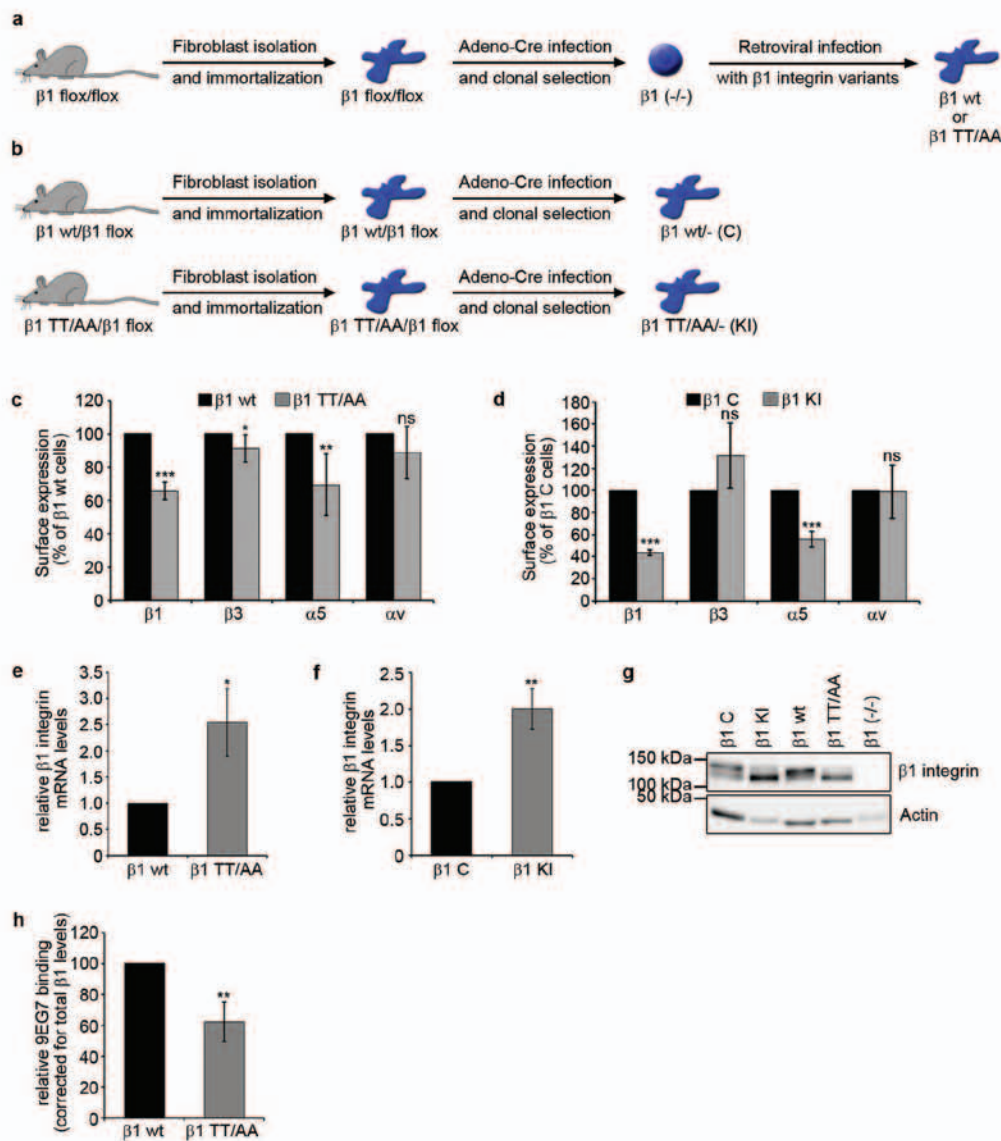 a
Fibroblast isolation
and immortalization
Adeno-Cre infection
and clonal selection
Retroviral infection
with β1 integrin variants
β1 flox/flox
β1 flox/flox
β1 (-/-)
β1 wt
or
β1 TT/AA
b
Fibroblast isolation
and immortalization
Adeno-Cre infection
and clonal selection
β1 wt/β1 flox
β1 wt/β1 flox
β1 wt/- (C)
Fibroblast isolation
and immortalization
Adeno-Cre infection
and clonal selection
β1 TT/AA/β1 flox
β1 TT/AA/β1 flox
β1 TT/AA/- (KI)
c
β1 wt
β1 TT/AA
Surface expression
(% of β1 wt cells)
120
100
80
60
40
20
0
***
*
**
ns
β1
β3
α5
αv
d
β1 C
β1 KI
Surface expression
(% of β1 C cells)
180
160
140
120
100
80
60
40
20
0
***
ns
***
ns
β1
β3
α5
αv
e
relative β1 integrin
mRNA levels
3.5
3.0
2.5
2.0
1.5
1.0
0.5
0
*
β1 wt
β1 TT/AA
f
relative β1 integrin
mRNA levels
2.5
2.0
1.5
1.0
0.5
0
**
β1 C
β1 KI
g
β1 C
β1 KI
β1 wt
β1 TT/AA
β1 (-/-)
150 kDa
100 kDa
50 kDa
β1 integrin
Actin
h
relative 9EG7 binding
(corrected for total β1 levels)
120
100
80
60
40
20
0
**
β1 wt
β1 TT/AA